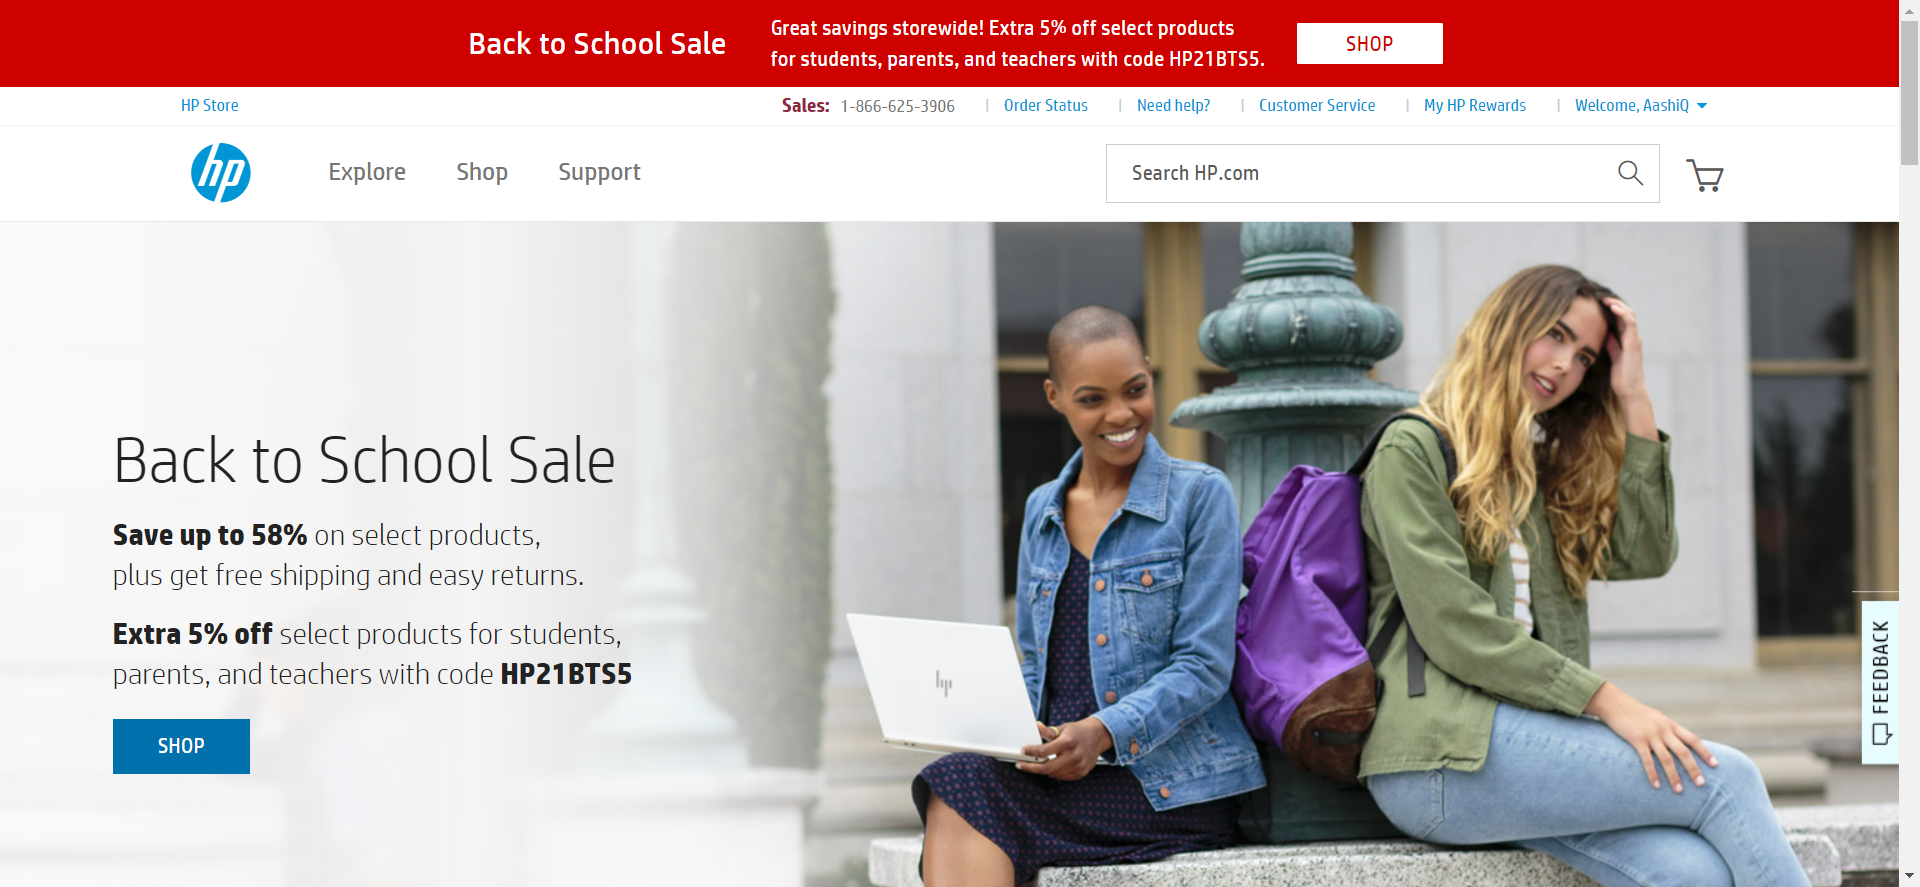 Back to School Sale
Great savings storewide! Extra 5% off select products
for students, parents, and teachers with code HP21BTS5.
SHOP
HP Store
Sales: 1-866-625-3906
Order Status
Need help?
Customer Service
My HP Rewards
Welcome, AashiQ
hp
Explore
Shop
Support
Search HP.com
Back to School Sale
Save up to 58% on select products,
plus get free shipping and easy returns.
Extra 5% off select products for students,
parents, and teachers with code HP21BTS5
SHOP
hp
FEEDBACK